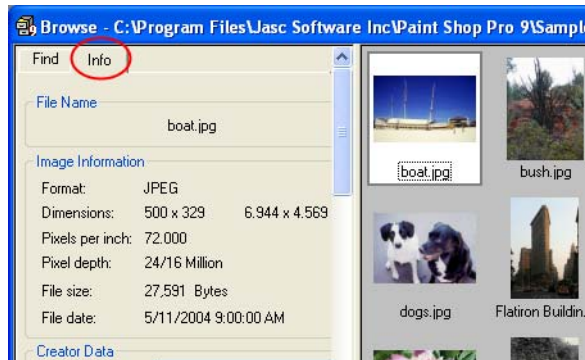 Browse - C:\Program Files\Jasc Software Inc\Paint Shop Pro 9\Sampl
Find Info
File Name
boat.jpg
Image Information
Format: JPEG
Dimensions: 500 x 329 6.944 x 4.569
Pixels per inch: 72.000
Pixel depth: 24/16 Million
File size: 27,591 Bytes
File date: 5/11/2004 9:00:00 AM
Creator Data
boat.jpg bush.jpg
dogs.jpg Flatiron Buildin.